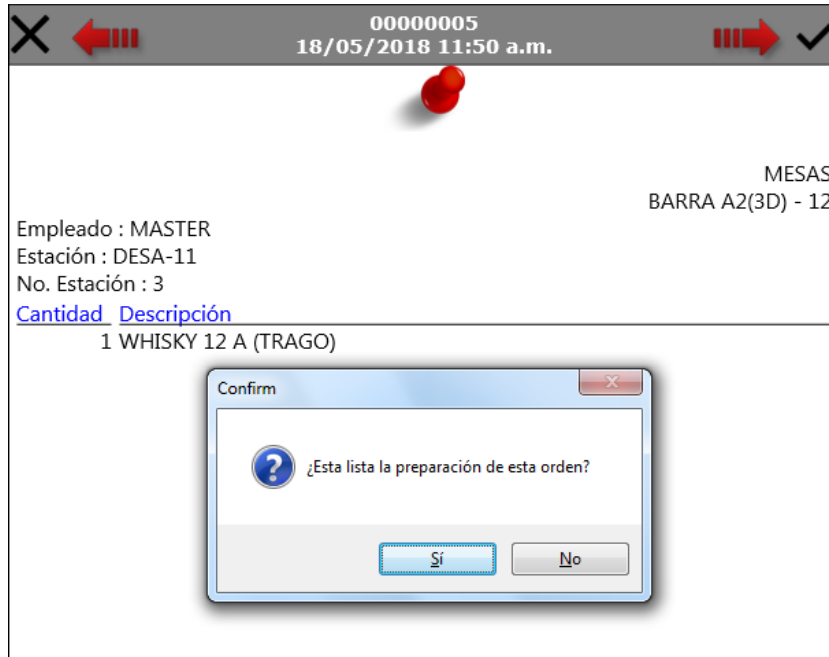 00000005
18/05/2018 11:50 a.m.
MESAS
BARRA A2(3D) - 12
Empleado : MASTER
Estación : DESA-11
No. Estación : 3
Cantidad Descripción
1 WHISKY 12 A (TRAGO)
Confirm
¿Esta lista la preparación de esta orden?
Sí No